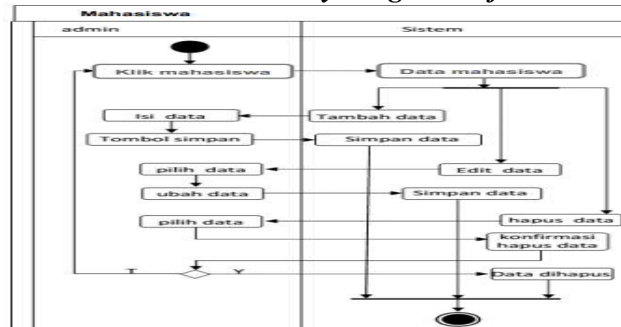 Mahasiswa
admin Sistem
Klik mahasiswa Data mahasiswa
Isi data Tambah data
Tombol simpan Simpan data
pilih data Edit data
ubah data Simpan data
pilih data hapus data
konfirmasi
hapus data
T Y Data dihapus